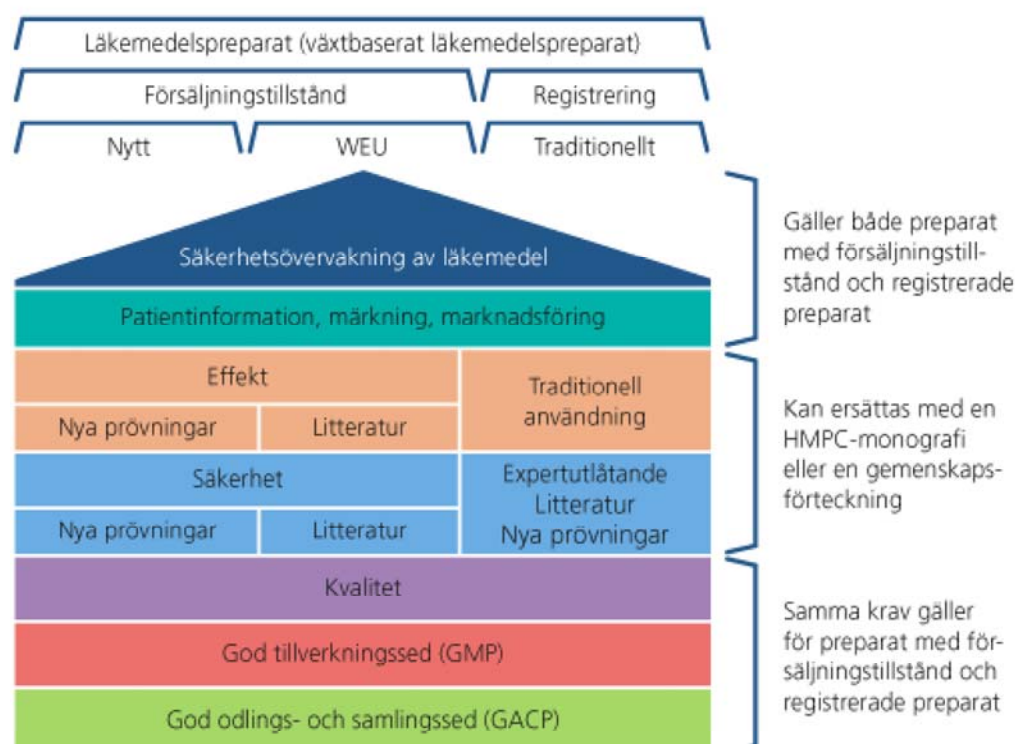 Läkemedelspreparat (växtbaserat läkemedelspreparat)
Försäljningstillstånd
Registrering
Nytt
WEU
Traditionellt
Säkerhetsövervakning av läkemedel
Patientinformation, märkning, marknadsföring
Gäller både preparat
med försäljningstill-
stånd och registrerade
preparat
Effekt
Nya prövningar
Litteratur
Traditionell
användning
Säkerhet
Nya prövningar
Litteratur
Expertutlåtande
Litteratur
Nya prövningar
Kan ersättas med en
HMPC-monografi
eller en gemenskaps-
förteckning
Kvalitet
God tillverkningssed (GMP)
God odlings- och samlingssed (GACP)
Samma krav gäller
för preparat med för-
säljningstillstånd och
registrerade preparat